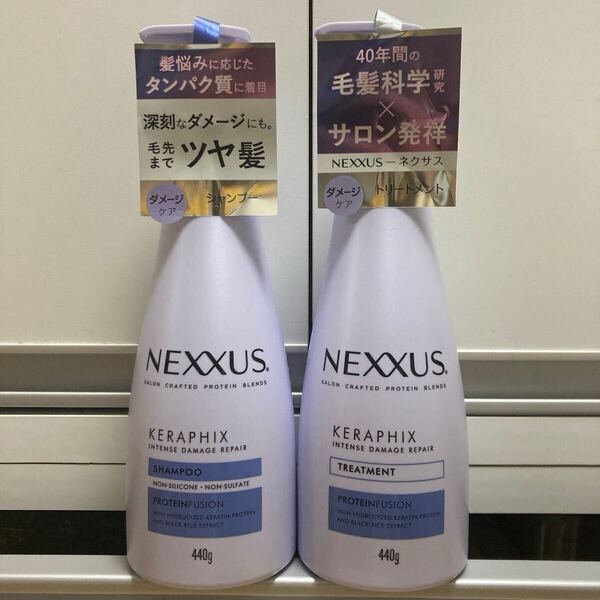 髪悩みに応じた
タンパク質に着目
深刻なダメージにも。
毛先まで ツヤ髪
ダメージケア
シャンプー
NEXXUS®
SALON CRAFTED PROTEIN BLENDS
KERAPHIX
INTENSE DAMAGE REPAIR
SHAMPOO
NON-SILICONE • NON-SULFATE
PROTEINFUSION
WITH HYDROLYZED KERATIN PROTEIN
AND BLACK RICE EXTRACT
440g
40年間の
毛髪科学研究
×
サロン発祥
NEXXUS—ネクサス
ダメージケア
トリートメント
NEXXUS®
SALON CRAFTED PROTEIN BLENDS
KERAPHIX
INTENSE DAMAGE REPAIR
TREATMENT
PROTEINFUSION
WITH HYDROLYZED KERATIN PROTEIN
AND BLACK RICE EXTRACT
440g